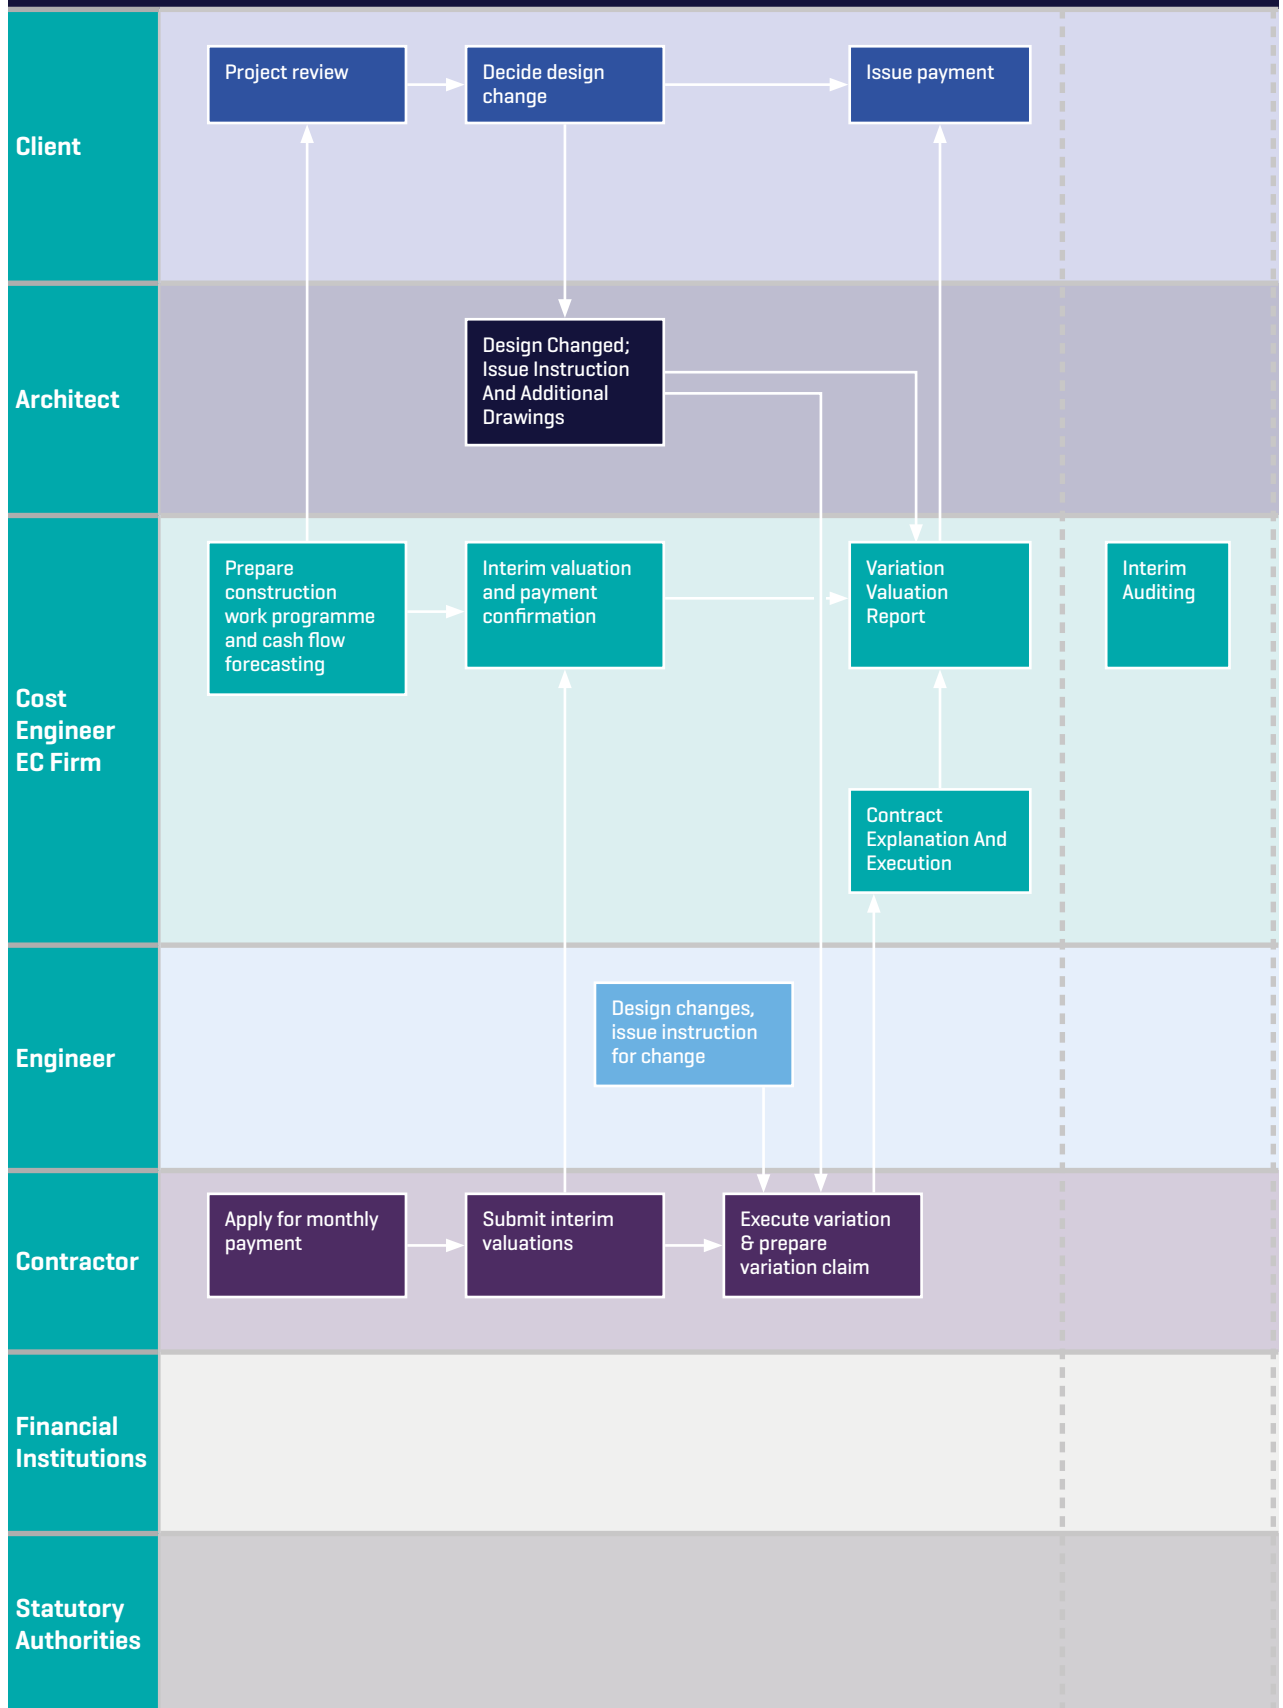 Client
Project review
Decide design
change
Issue payment
Architect
Design Changed;
Issue Instruction
And Additional
Drawings
Cost
Engineer
EC Firm
Prepare
construction
work programme
and cash flow
forecasting
Interim valuation
and payment
confirmation
Variation
Valuation
Report
Interim
Auditing
Contract
Explanation And
Execution
Engineer
Design changes,
issue instruction
for change
Contractor
Apply for monthly
payment
Submit interim
valuations
Execute variation
& prepare
variation claim
Financial
Institutions
Statutory
Authorities